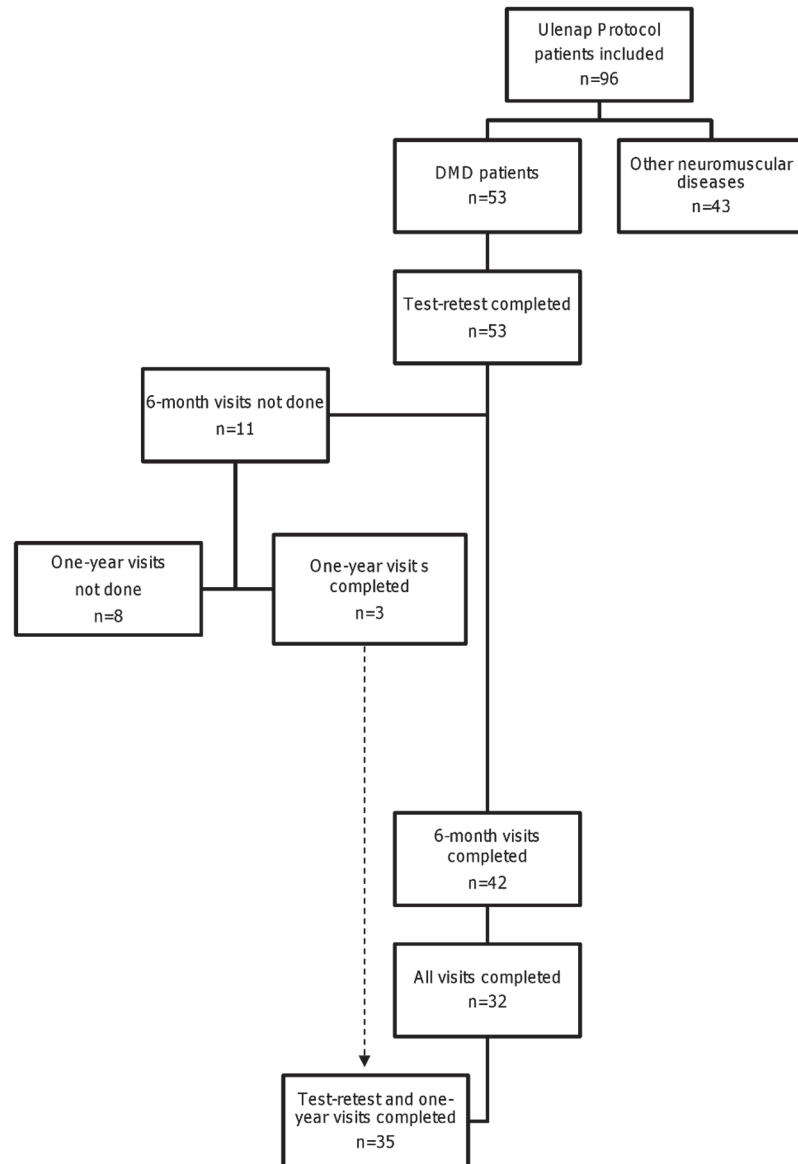 Ulenap Protocol
patients included
n=96
DMD patients
n=53
Other neuromuscular
diseases
n=43
Test-retest completed
n=53
6-month visits not done
n=11
One-year visits
not done
n=8
One-year visit s
completed
n=3
6-month visits
completed
n=42
All visits completed
n=32
Test-retest and one-
year visits completed
n=35